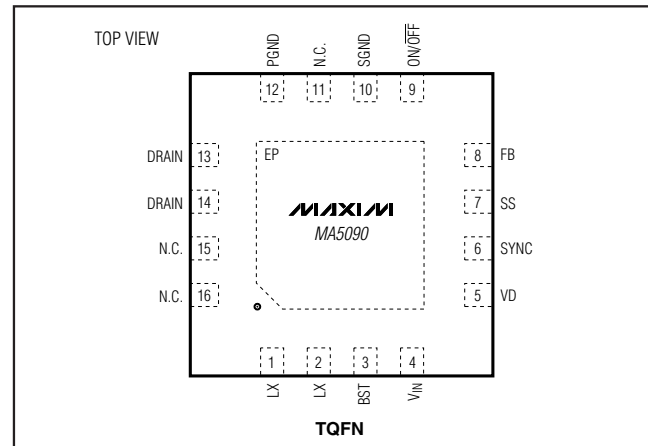 TOP VIEW
PGND
N.C.
SGND
ON/OFF
12
11
10
9
DRAIN 13
EP
8 FB
DRAIN 14
MAXIM
7 SS
MA5090
N.C. 15
6 SYNC
N.C. 16
5 VD
1
2
3
4
LX
LX
BST
VIN
TQFN